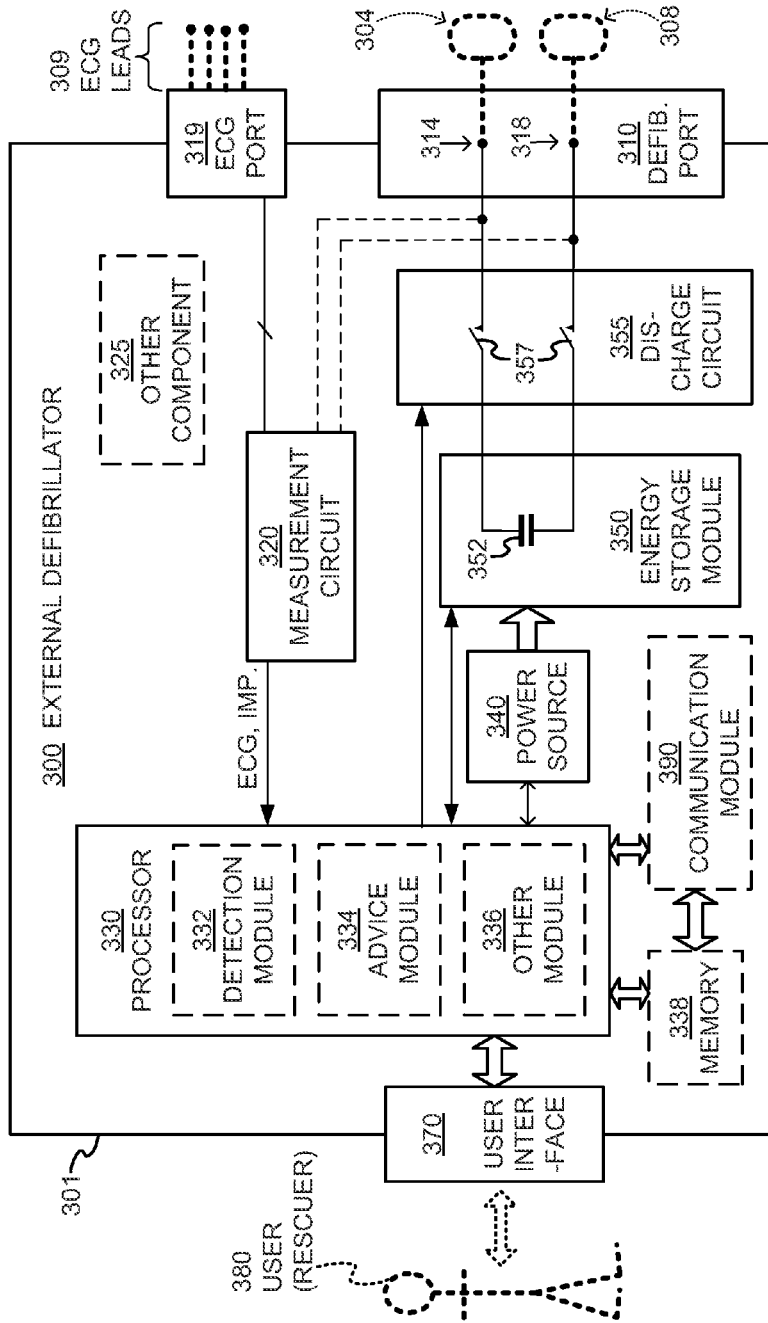 300 EXTERNAL DEFIBRILLATOR
301
380
USER
(RESCUER)
370
USER
INTER
-FACE
330
PROCESSOR
332
DETECTION
MODULE
334
ADVICE
MODULE
336
OTHER
MODULE
338
MEMORY
390
COMMUNICATION
MODULE
ECG, IMP.
320
MEASUREMENT
CIRCUIT
325
OTHER
COMPONENT
340
POWER
SOURCE
352
350
ENERGY
STORAGE
MODULE
357
355
DIS-
CHARGE
CIRCUIT
319
ECG
PORT
309
ECG
LEADS
314
318
310
DEFIB.
PORT
304
308